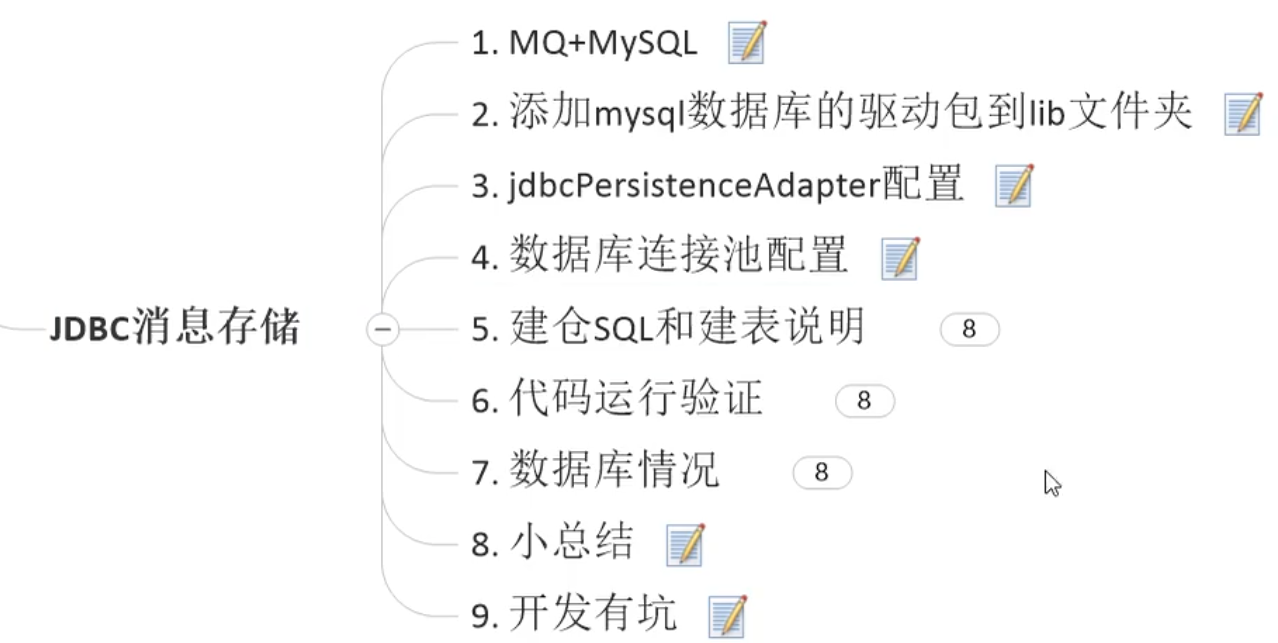 JDBC消息存储
1. MQ+MySQL
2. 添加mysql数据库的驱动包到lib文件夹
3. jdbcPersistenceAdapter配置
4. 数据库连接池配置
5. 建仓SQL和建表说明 8
6. 代码运行验证 8
7. 数据库情况 8
8. 小总结
9. 开发有坑